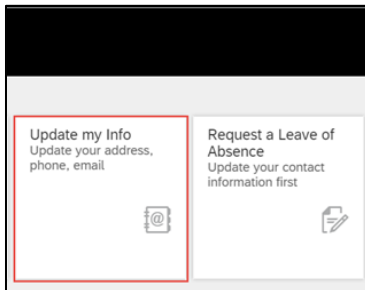 Update my Info
Update your address,
phone, email
@
Request a Leave of
Absence
Update your contact
information first